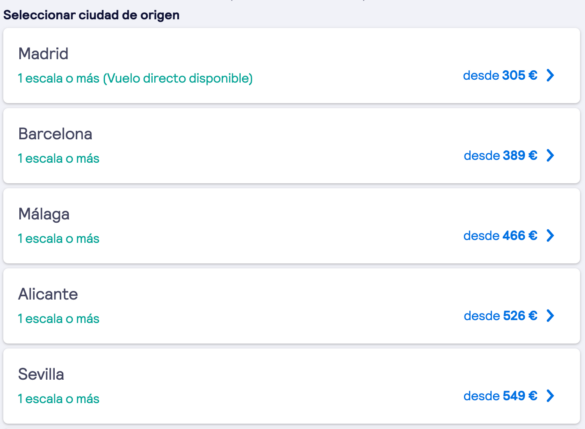 Seleccionar ciudad de origen
Madrid
1 escala o más (Vuelo directo disponible)
desde 305 €
Barcelona
1 escala o más
desde 389 €
Málaga
1 escala o más
desde 466 €
Alicante
1 escala o más
desde 526 €
Sevilla
1 escala o más
desde 549 €